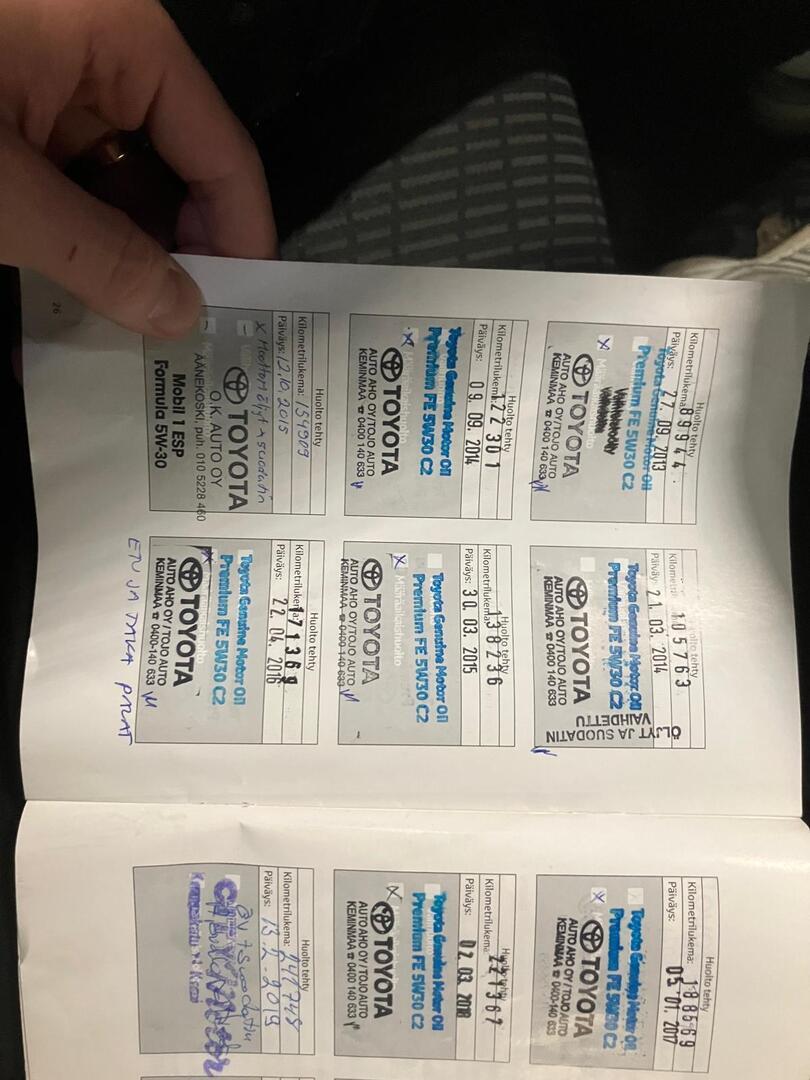 Huolto tehty
Kilometrilukema: 89944
Päiväys: 27. 09. 2013
Toyota Genuine Motor Oil
Premium FE 5W30 C2
x
TOYOTA
AUTO AHO OY/TOJO AUTO
KEMINMAA ☎ 0400 140 633
Huolto tehty
105763
21. 03. 2014
Toyota Genuine Motor Oil
Premium FE 5W30 C2
TOYOTA
AUTO AHO OY/TOJO AUTO
KEMINMAA ☎ 0400 140 633
ÖLJYT JA SUODATIN
VAIHDETTU
Huolto tehty
Kilometrilukema: 122301
Päiväys: 09. 09. 2014
Toyota Genuine Motor Oil
Premium FE 5W30 C2
x
TOYOTA
AUTO AHO OY/TOJO AUTO
KEMINMAA ☎ 0400 140 633
Huolto tehty
Kilometrilukema: 138236
Päiväys: 30. 03. 2015
Toyota Genuine Motor Oil
Premium FE 5W30 C2
x Määräaikaishuolto
TOYOTA
AUTO AHO OY/TOJO AUTO
KEMINMAA ☎ 0400 140 633
Huolto tehty
Kilometrilukema: 154909
Päiväys: 12.10.2015
x Moottoriöljyt + suodatin
TOYOTA
O.K. AUTO OY
ÄÄNEKOSKI, puh. 010 5228 460
Mobil 1 ESP
Formula 5W-30
Huolto tehty
Kilometrilukema: 171369
Päiväys: 22. 04. 2016
Toyota Genuine Motor Oil
Premium FE 5W30 C2
x
TOYOTA
AUTO AHO OY/TOJO AUTO
KEMINMAA ☎ 0400-140 633
ETU JA TAKA PALAT
26
Huolto tehty
Kilometrilukema: 188569
Päiväys: 05. 01. 2017
Toyota Genuine Motor Oil
Premium FE 5W30 C2
x
TOYOTA
AUTO AHO OY/TOJO AUTO
KEMINMAA ☎ 0400-140 633
Huolto tehty
Kilometrilukema: 221367
Päiväys: 02. 03. 2018
Toyota Genuine Motor Oil
Premium FE 5W30 C2
x
TOYOTA
AUTO AHO OY/TOJO AUTO
KEMINMAA ☎ 0400 140 633
Huolto tehty
Kilometrilukema: 247748
Päiväys: 13.2-2019